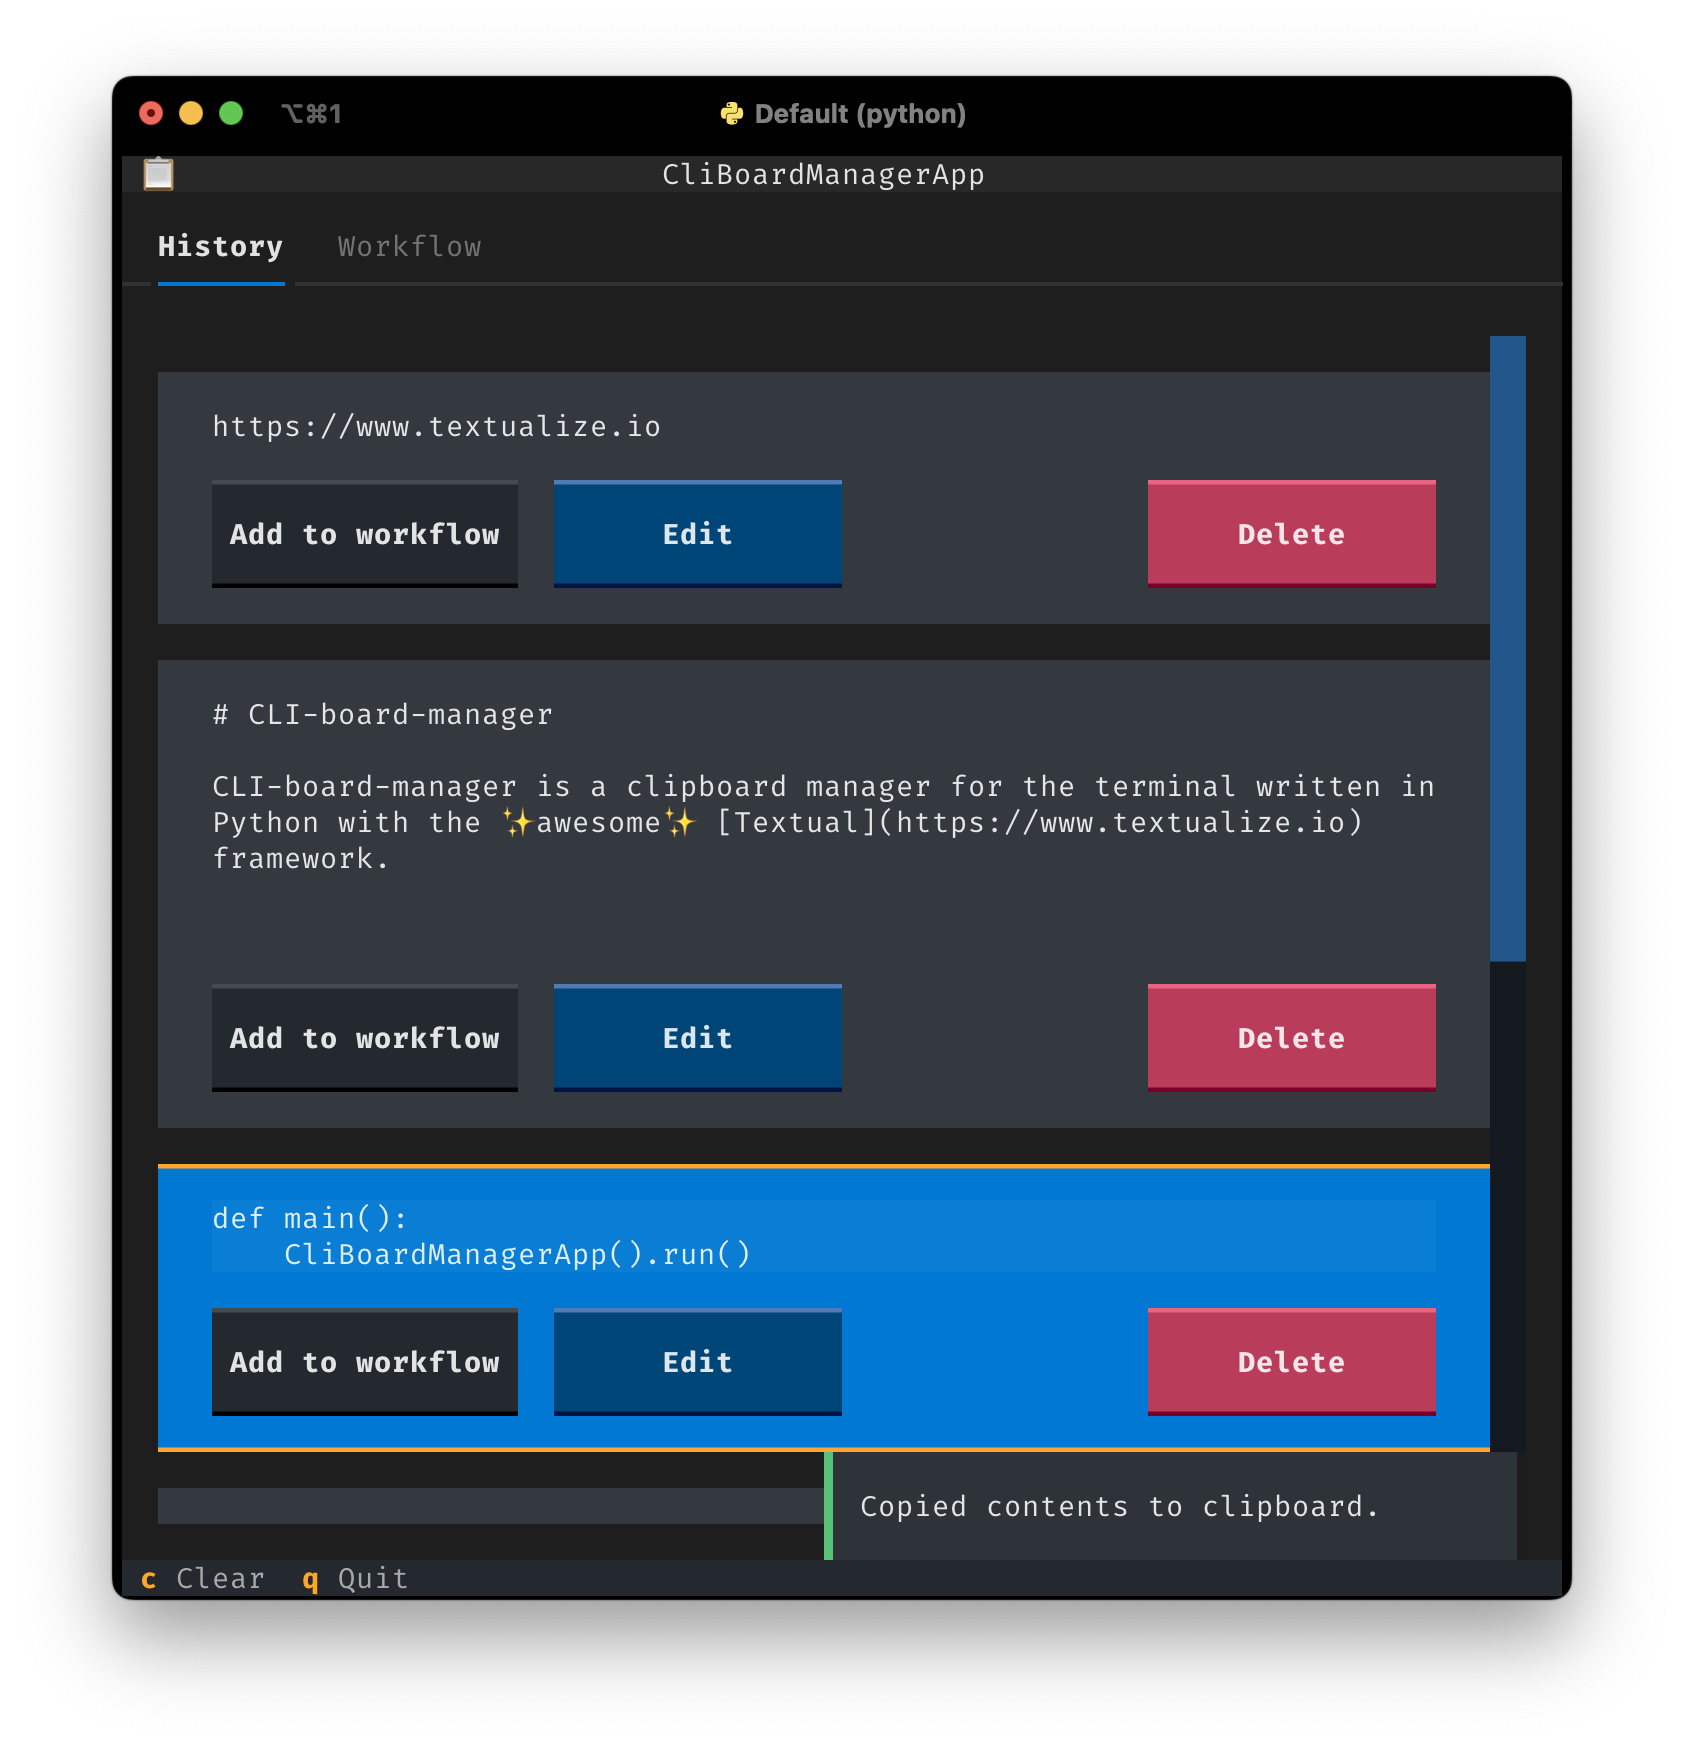 ⌥⌘1
Default (python)
CliBoardManagerApp
History Workflow
https://www.textualize.io
Add to workflow Edit Delete
# CLI-board-manager
CLI-board-manager is a clipboard manager for the terminal written in
Python with the ✨awesome✨ [Textual](https://www.textualize.io)
framework.
Add to workflow Edit Delete
def main():
    CliBoardManagerApp().run()
Add to workflow Edit Delete
Copied contents to clipboard.
c Clear q Quit